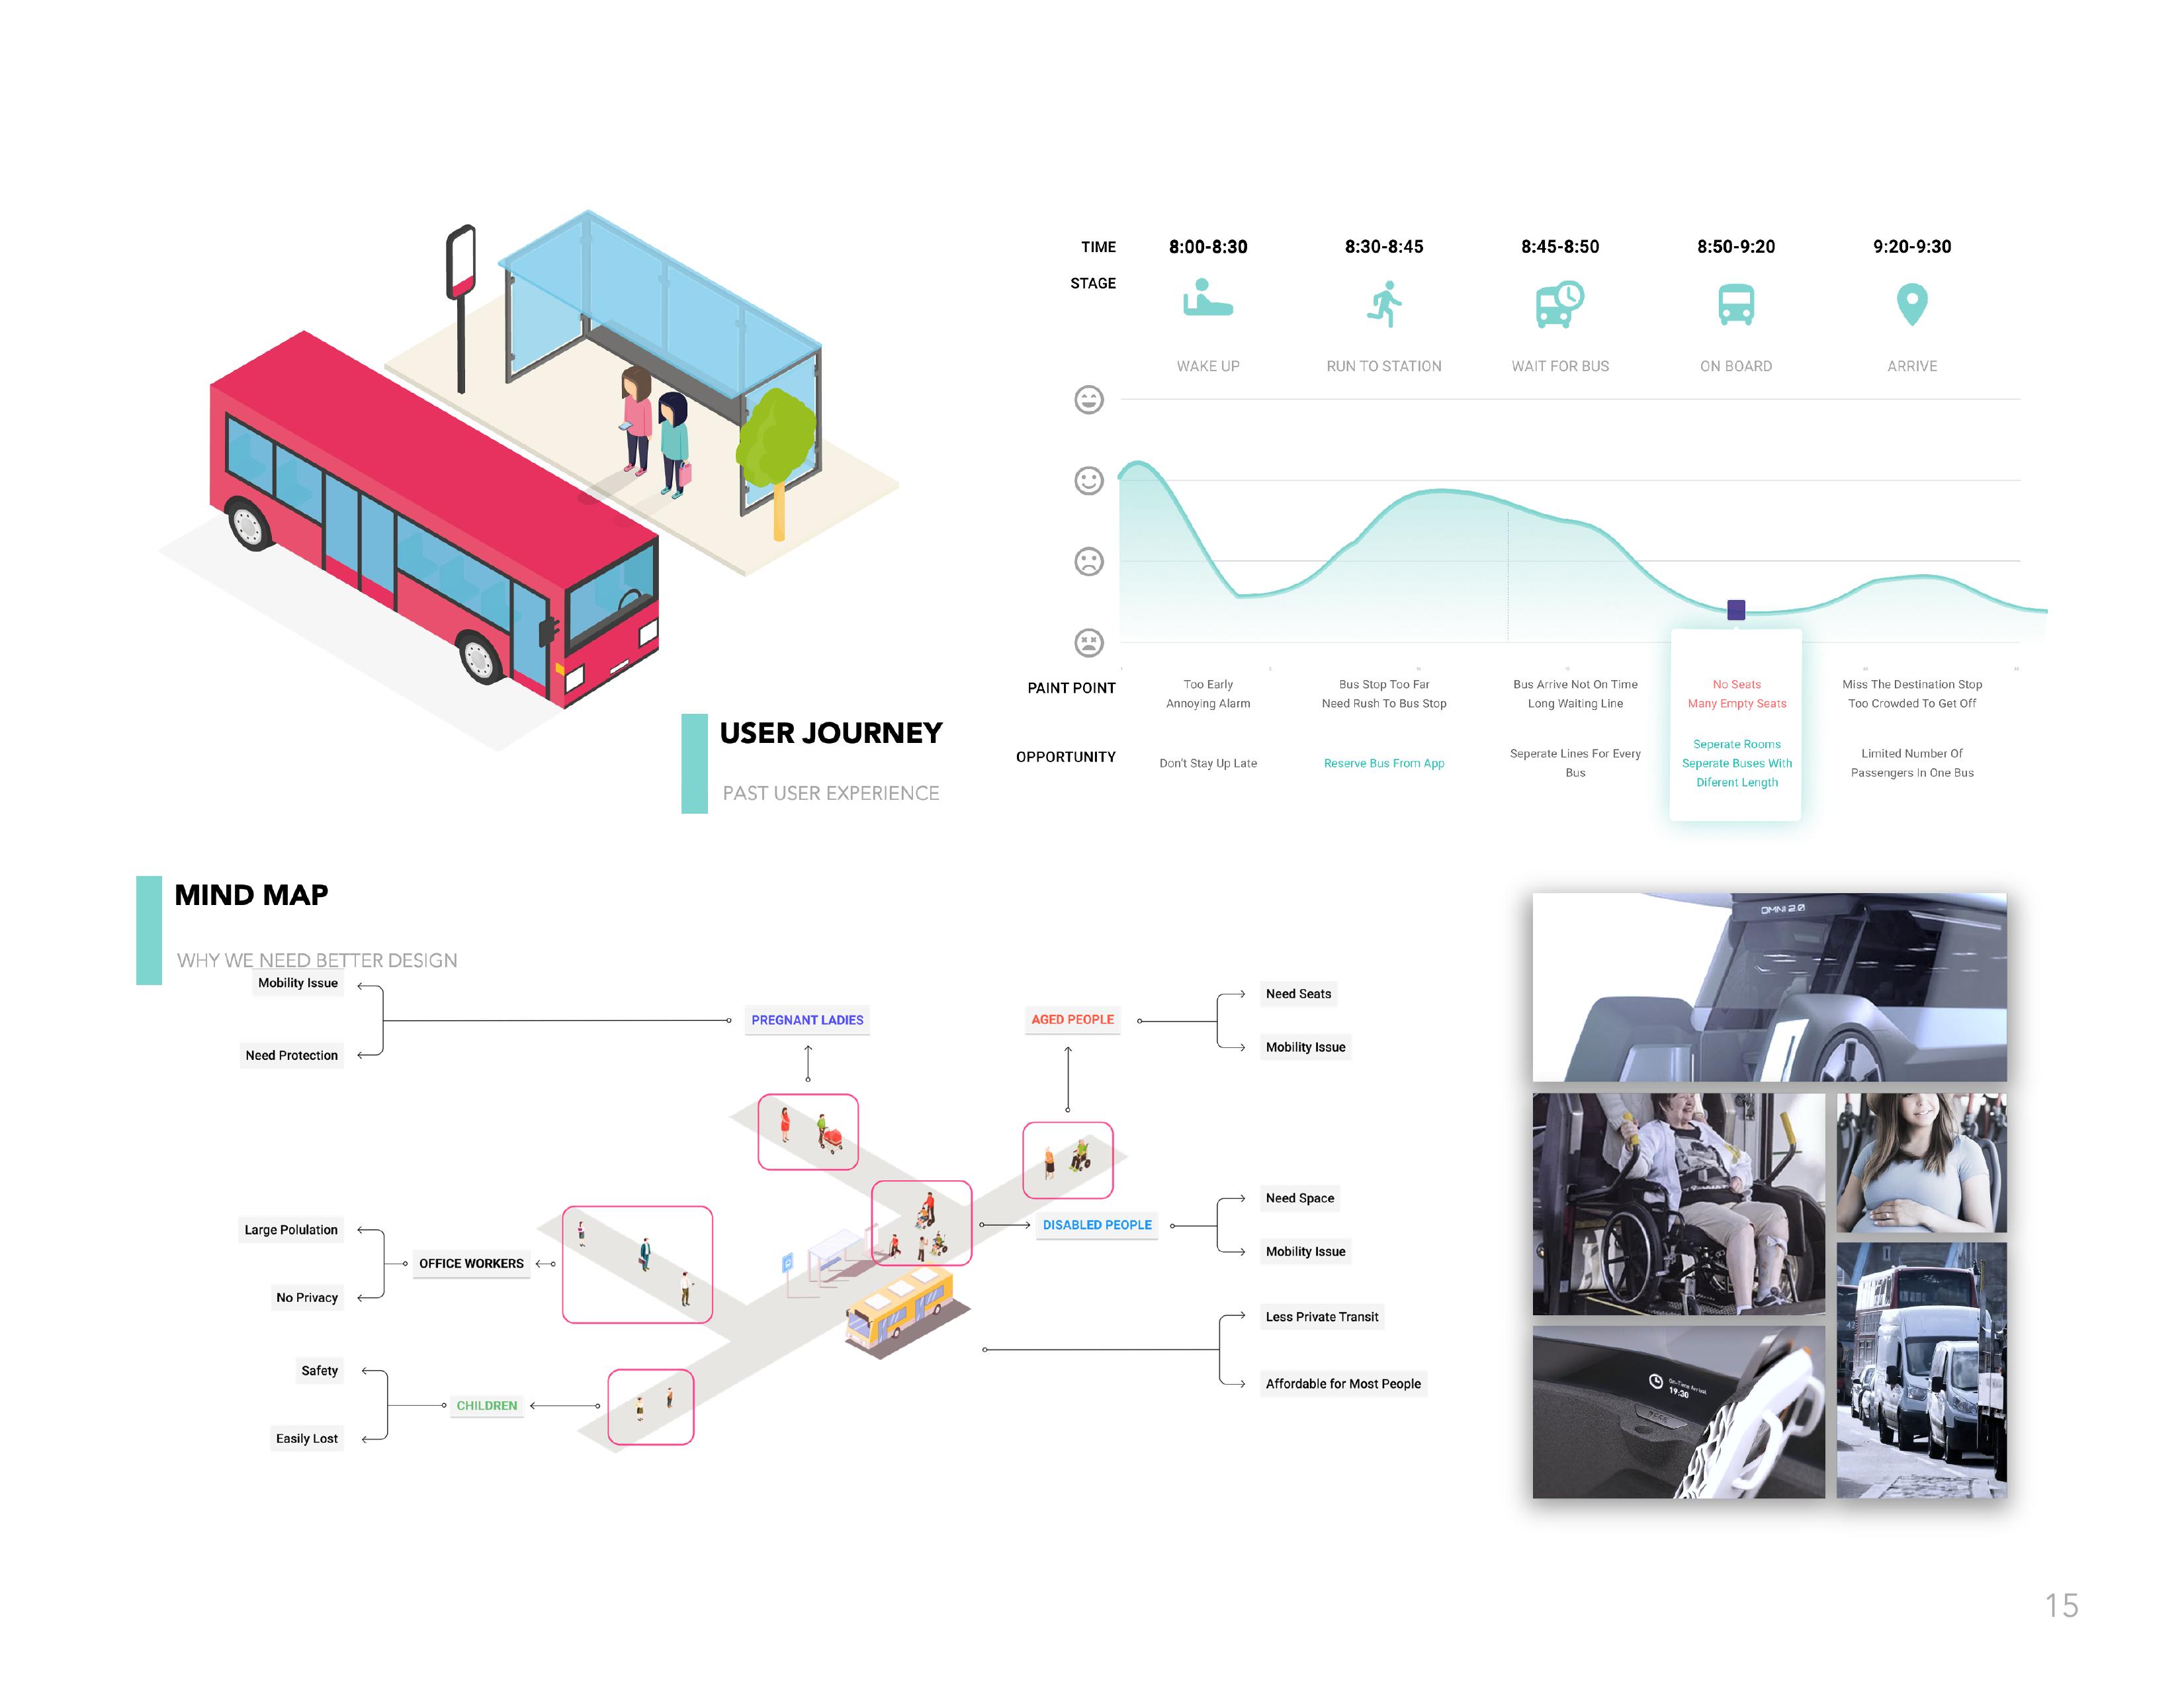 TIME 8:00-8:30 8:30-8:45 8:45-8:50 8:50-9:20 9:20-9:30
STAGE
WAKE UP RUN TO STATION WAIT FOR BUS ON BOARD ARRIVE
PAINT POINT
Too Early
Annoying Alarm
Bus Stop Too Far
Need Rush To Bus Stop
Bus Arrive Not On Time
Long Waiting Line
No Seats
Many Empty Seats
Miss The Destination Stop
Too Crowded To Get Off
OPPORTUNITY
Don't Stay Up Late
Reserve Bus From App
Seperate Lines For Every
Bus
Seperate Rooms
Seperate Buses With
Diferent Length
Limited Number Of
Passengers In One Bus
USER JOURNEY
PAST USER EXPERIENCE
MIND MAP
WHY WE NEED BETTER DESIGN
Mobility Issue
Need Protection
PREGNANT LADIES
AGED PEOPLE
Need Seats
Mobility Issue
Large Polulation
No Privacy
OFFICE WORKERS
DISABLED PEOPLE
Need Space
Mobility Issue
Safety
Easily Lost
CHILDREN
Less Private Transit
Affordable for Most People
OMNI 2.0
On-Time Arrival
19:30
15